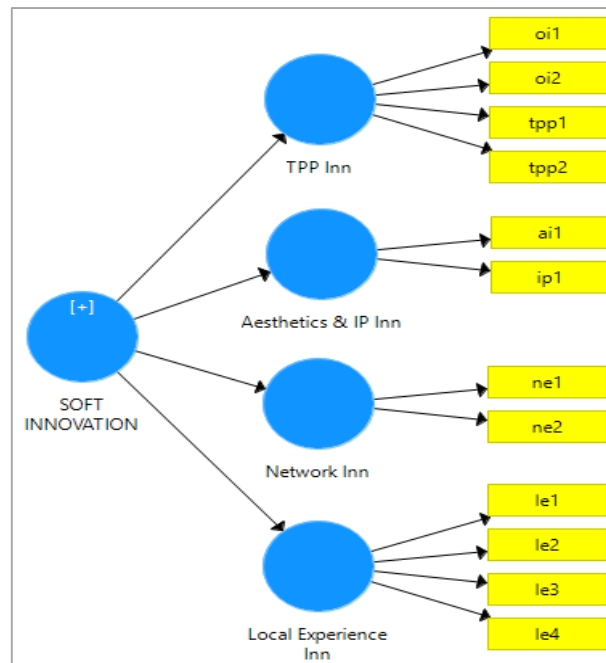 oi1
oi2
tpp1
tpp2
TPP Inn
ai1
ip1
Aesthetics & IP Inn
[+]
SOFT
INNOVATION
ne1
ne2
Network Inn
le1
le2
le3
le4
Local Experience
Inn